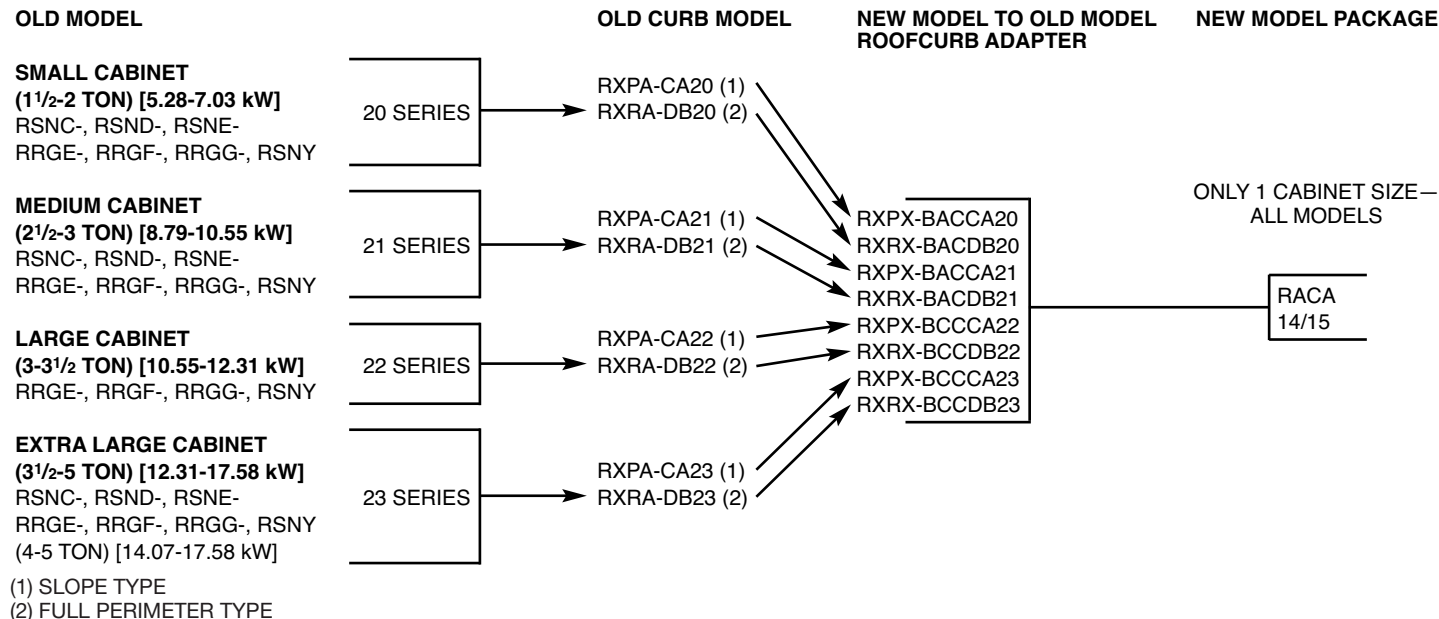 OLD MODEL
OLD CURB MODEL
NEW MODEL TO OLD MODEL
ROOFCURB ADAPTER
NEW MODEL PACKAGE
SMALL CABINET
(1 1/2-2 TON) [5.28-7.03 kW]
RSNC-, RSND-, RSNE-
RRGE-, RRGF-, RRGG-, RSNY
20 SERIES
RXPA-CA20 (1)
RXRA-DB20 (2)
MEDIUM CABINET
(2 1/2-3 TON) [8.79-10.55 kW]
RSNC-, RSND-, RSNE-
RRGE-, RRGF-, RRGG-, RSNY
21 SERIES
RXPA-CA21 (1)
RXRA-DB21 (2)
LARGE CABINET
(3-3 1/2 TON) [10.55-12.31 kW]
RRGE-, RRGF-, RRGG-, RSNY
22 SERIES
RXPA-CA22 (1)
RXRA-DB22 (2)
EXTRA LARGE CABINET
(3 1/2-5 TON) [12.31-17.58 kW]
RSNC-, RSND-, RSNE-
RRGE-, RRGF-, RRGG-, RSNY
(4-5 TON) [14.07-17.58 kW]
23 SERIES
RXPA-CA23 (1)
RXRA-DB23 (2)
RXPX-BACCA20
RXRX-BACDB20
RXPX-BACCA21
RXRX-BACDB21
RXPX-BCCCA22
RXRX-BCCDB22
RXPX-BCCCA23
RXRX-BCCDB23
ONLY 1 CABINET SIZE—
ALL MODELS
RACA
14/15
(1) SLOPE TYPE
(2) FULL PERIMETER TYPE